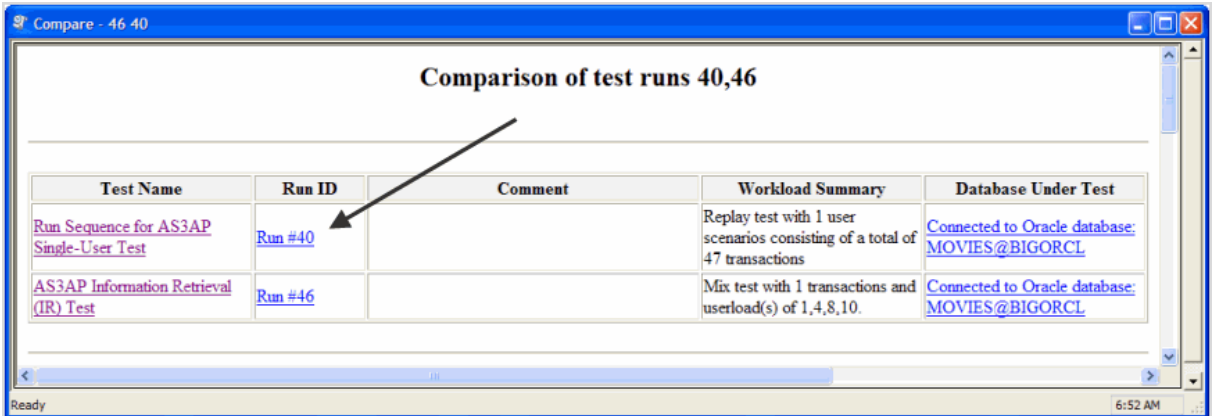 Compare - 46 40
Comparison of test runs 40,46
Test Name Run ID Comment Workload Summary Database Under Test
Run Sequence for AS3AP
Single-User Test
Run #40
Replay test with 1 user
scenarios consisting of a total of
47 transactions
Connected to Oracle database:
MOVIES@BIGORCL
AS3AP Information Retrieval
(IR) Test
Run #46
Mix test with 1 transactions and
userload(s) of 1,4,8,10.
Connected to Oracle database:
MOVIES@BIGORCL
Ready
6:52 AM